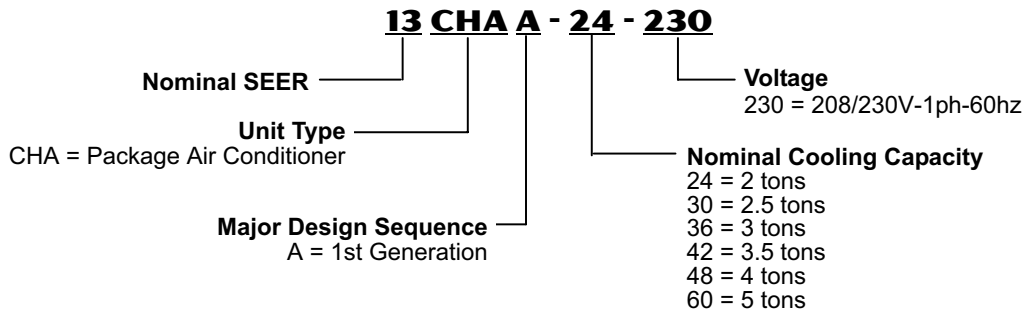 13 CHA A - 24 - 230
Nominal SEER
Unit Type
CHA = Package Air Conditioner
Major Design Sequence
A = 1st Generation
Voltage
230 = 208/230V-1ph-60hz
Nominal Cooling Capacity
24 = 2 tons
30 = 2.5 tons
36 = 3 tons
42 = 3.5 tons
48 = 4 tons
60 = 5 tons